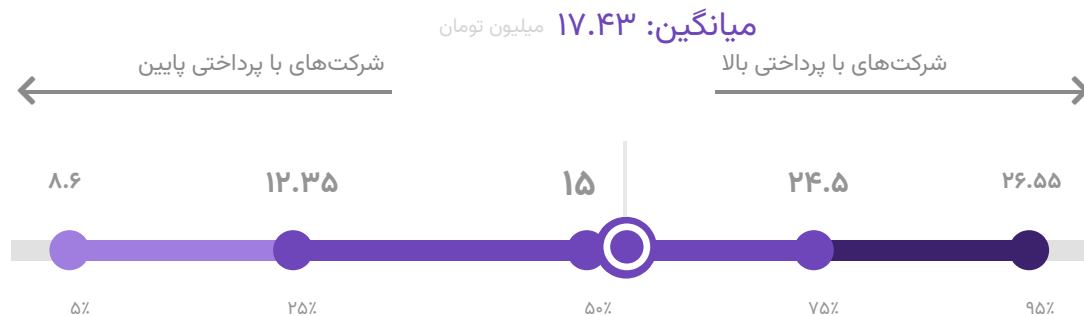 میانگین: ۱۷.۴۳ میلیون تومان
شرکت‌های با پرداختی بالا
شرکت‌های با پرداختی پایین
۸.۶ ۱۲.۳۵ ۱۵ ۲۴.۵ ۲۶.۵۵
۵٪ ۲۵٪ ۵۰٪ ۷۵٪ ۹۵٪